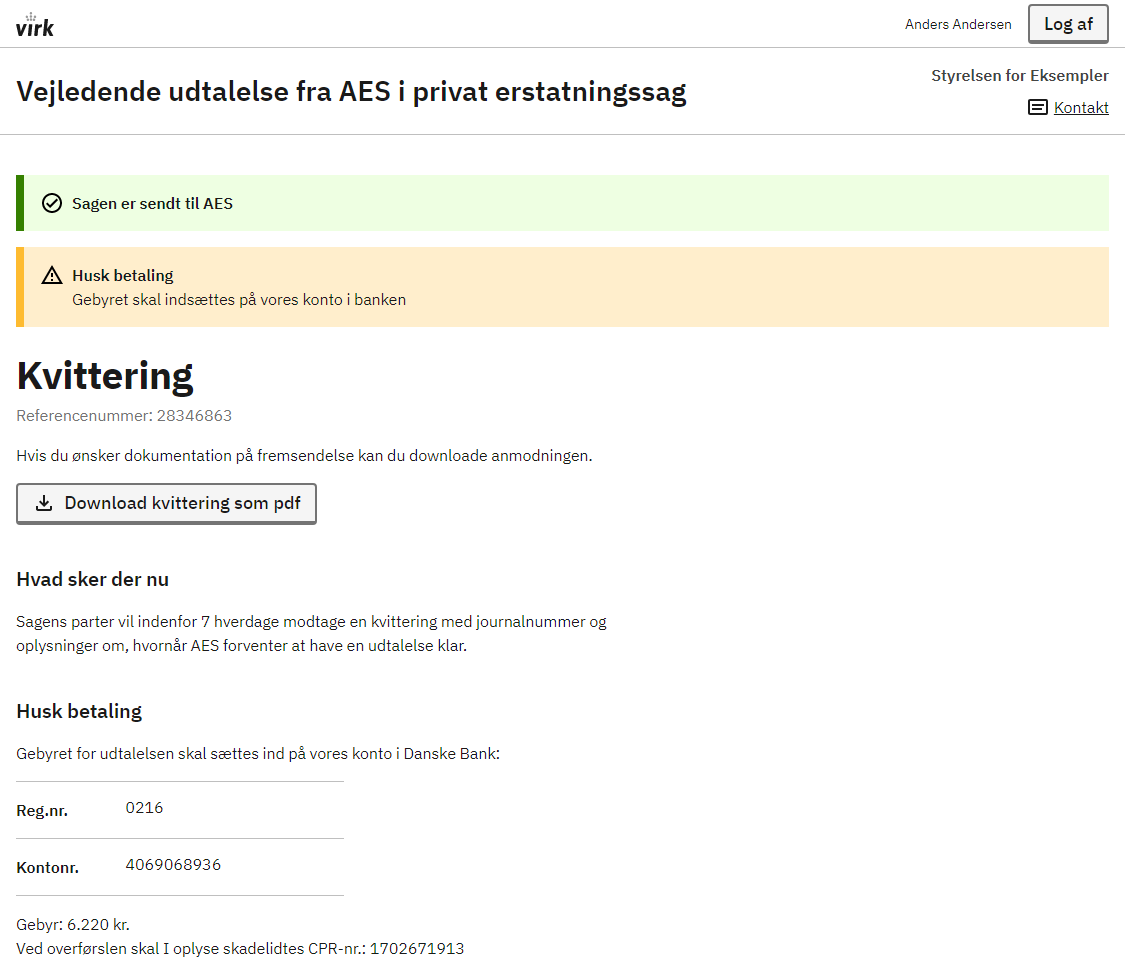 virk
Anders Andersen
Log af
Vejledende udtalelse fra AES i privat erstatningssag
Styrelsen for Eksempler
Kontakt
Sagen er sendt til AES
Husk betaling
Gebyret skal indsættes på vores konto i banken
Kvittering
Referencenummer: 28346863
Hvis du ønsker dokumentation på fremsendelse kan du downloade anmodningen.
Download kvittering som pdf
Hvad sker der nu
Sagens parter vil indenfor 7 hverdage modtage en kvittering med journalnummer og
oplysninger om, hvornår AES forventer at have en udtalelse klar.
Husk betaling
Gebyret for udtalelsen skal sættes ind på vores konto i Danske Bank:
Reg.nr. 0216
Kontonr. 4069068936
Gebyr: 6.220 kr.
Ved overførslen skal I oplyse skadelidtes CPR-nr.: 1702671913